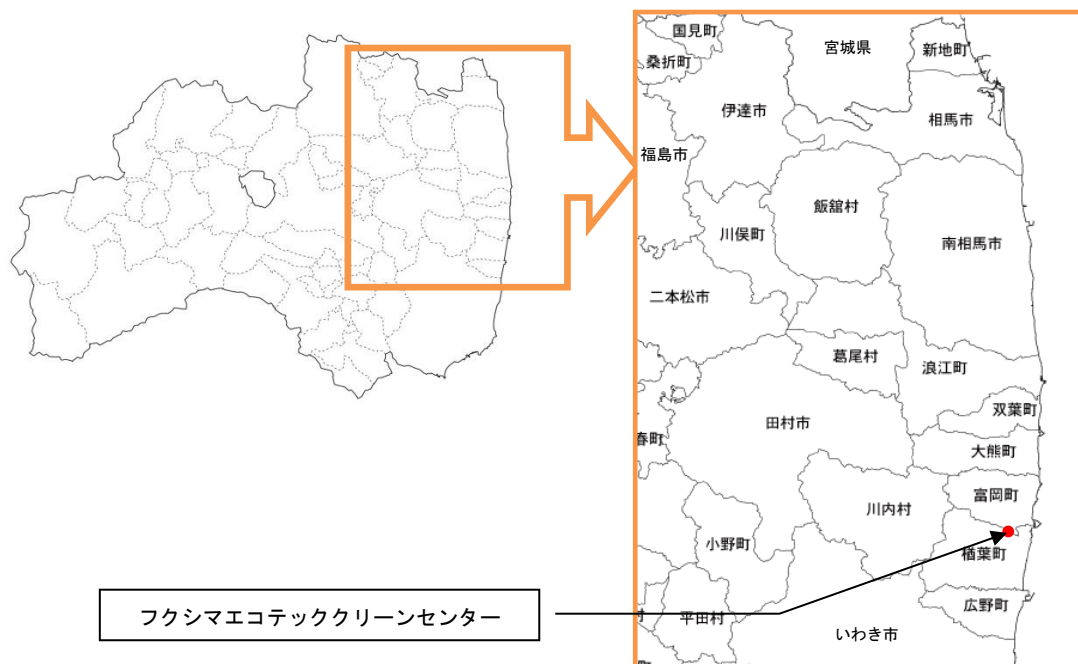 国見町
宮城県
新地町
桑折町
伊達市
相馬市
福島市
飯舘村
川俣町
南相馬市
二本松市
葛尾村
浪江町
双葉町
田村市
春町
大熊町
富岡町
川内村
小野町
楢葉町
広野町
フクシマエコテッククリーンセンター
平田村
いわき市